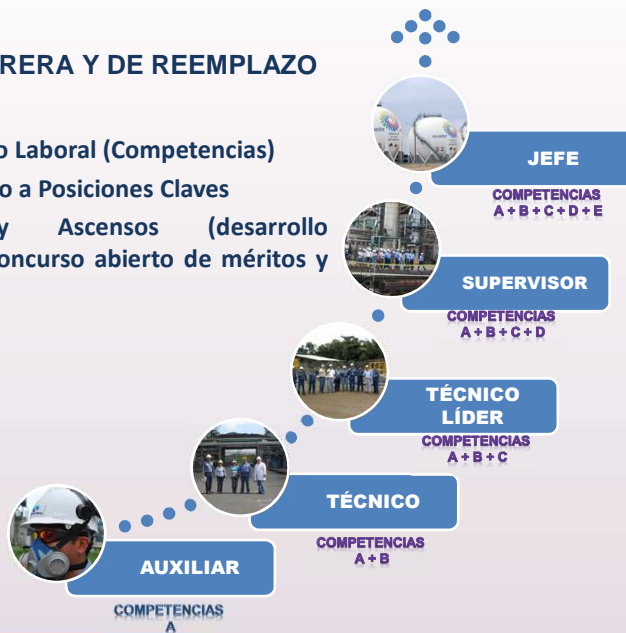 RERA Y DE REEMPLAZO
o Laboral (Competencias)
o a Posiciones Claves
y Ascensos (desarrollo
oncurso abierto de méritos y
JEFE
COMPETENCIAS
A + B + C + D + E
SUPERVISOR
COMPETENCIAS
A + B + C + D
TÉCNICO
LÍDER
COMPETENCIAS
A + B + C
TÉCNICO
COMPETENCIAS
A + B
AUXILIAR
COMPETENCIAS
A